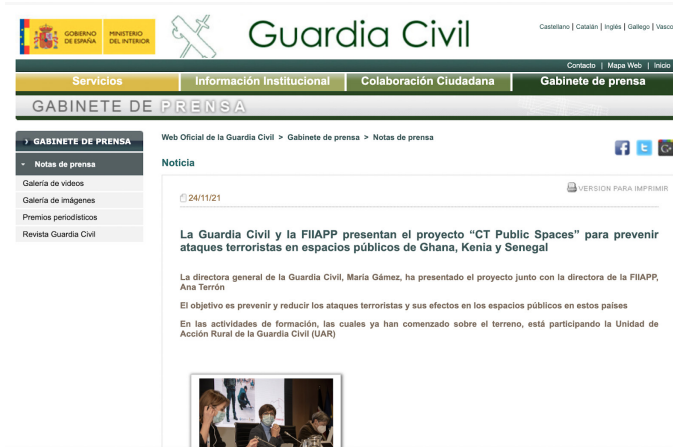 GOBIERNO
DE ESPAÑA
MINISTERIO
DEL INTERIOR
Guardia Civil
Castellano | Catalán | Inglés | Gallego | Vasco
Contacto | Mapa Web | Inicio
Servicios
Información Institucional
Colaboración Ciudadana
Gabinete de prensa
GABINETE DE PRENSA
GABINETE DE PRENSA
Notas de prensa
Galería de videos
Galería de imágenes
Premios periodísticos
Revista Guardia Civil
Web Oficial de la Guardia Civil > Gabinete de prensa > Notas de prensa
Noticia
VERSION PARA IMPRIMIR
24/11/21
La Guardia Civil y la FIIAPP presentan el proyecto “CT Public Spaces” para prevenir
ataques terroristas en espacios públicos de Ghana, Kenia y Senegal
La directora general de la Guardia Civil, María Gámez, ha presentado el proyecto junto con la directora de la FIIAPP,
Ana Terrón
El objetivo es prevenir y reducir los ataques terroristas y sus efectos en los espacios públicos en estos países
En las actividades de formación, las cuales ya han comenzado sobre el terreno, está participando la Unidad de
Acción Rural de la Guardia Civil (UAR)